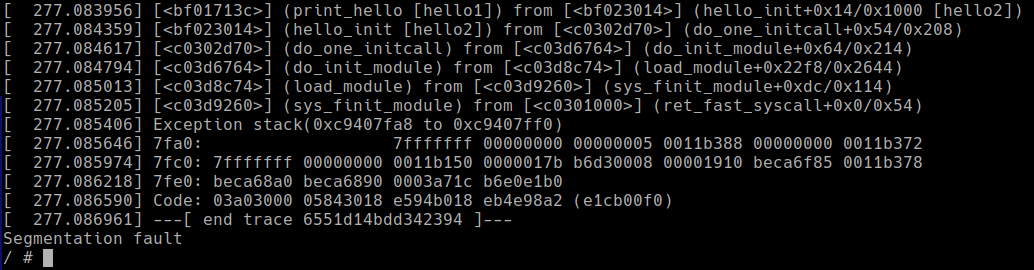 [  277.083956] [<bf01713c>] (print_hello [hello1]) from [<bf023014>] (hello_init+0x14/0x1000 [hello2])
[  277.084359] [<bf023014>] (hello_init [hello2]) from [<c0302d70>] (do_one_initcall+0x54/0x208)
[  277.084617] [<c0302d70>] (do_one_initcall) from [<c03d6764>] (do_init_module+0x64/0x214)
[  277.084794] [<c03d6764>] (do_init_module) from [<c03d8c74>] (load_module+0x22f8/0x2644)
[  277.085013] [<c03d8c74>] (load_module) from [<c03d9260>] (sys_finit_module+0xdc/0x114)
[  277.085205] [<c03d9260>] (sys_finit_module) from [<c0301000>] (ret_fast_syscall+0x0/0x54)
[  277.085406] Exception stack(0xc9407fa8 to 0xc9407ff0)
[  277.085646] 7fa0:                   7fffffff 00000000 00000005 0011b388 00000000 0011b372
[  277.085974] 7fc0: 7fffffff 00000000 0011b150 0000017b b6d30008 00001910 beca6f85 0011b378
[  277.086218] 7fe0: beca68a0 beca6890 0003a71c b6e0e1b0
[  277.086590] Code: 03a03000 05843018 e594b018 eb4e98a2 (e1cb00f0)
[  277.086961] ---[ end trace 6551d14bdd342394 ]---
Segmentation fault
/ #